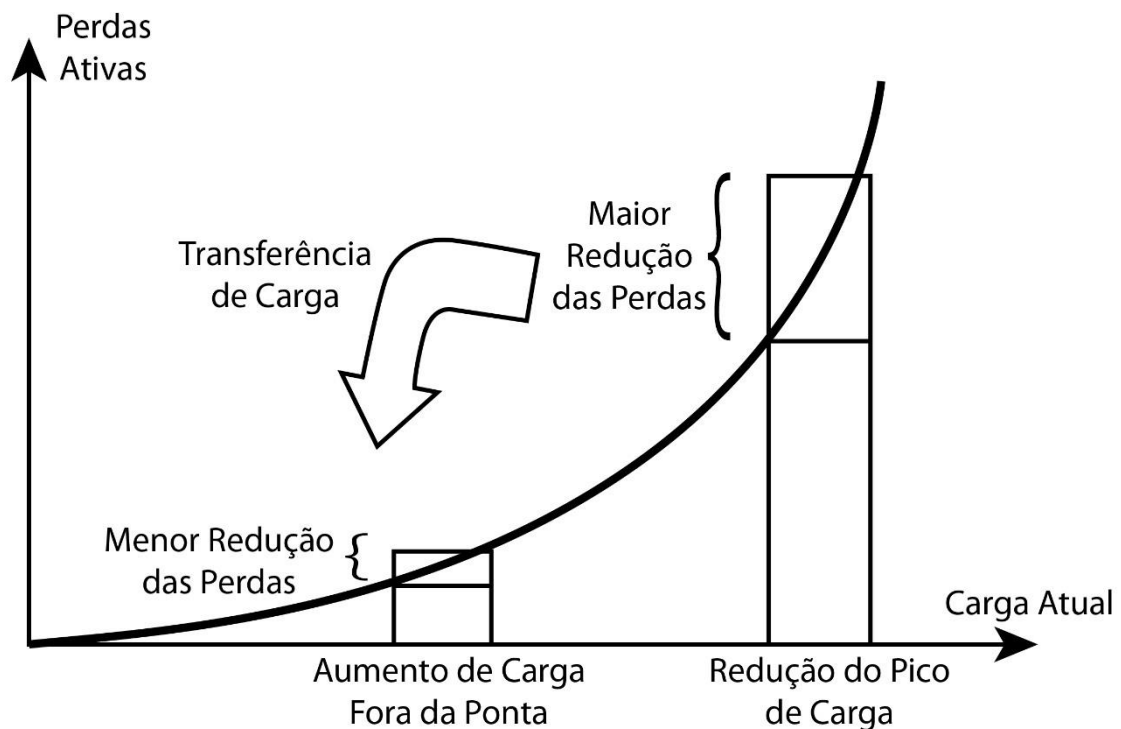 Perdas
Ativas
Maior
Redução
das Perdas
Transferência
de Carga
Menor Redução
das Perdas
Carga Atual
Aumento de Carga
Fora da Ponta
Redução do Pico
de Carga